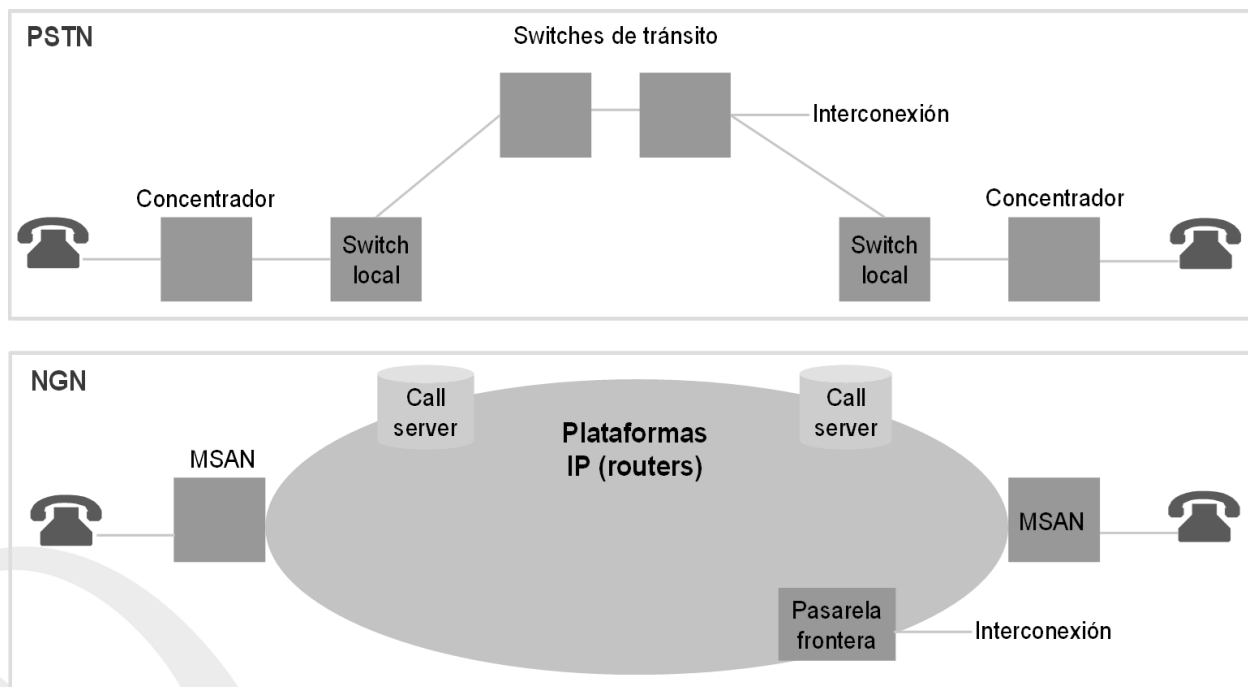 PSTN
Switches de tránsito
Interconexión
Concentrador
Concentrador
Switch
local
Switch
local
NGN
Call
server
Call
server
Plataformas
IP (routers)
MSAN
MSAN
Pasarela
frontera
Interconexión